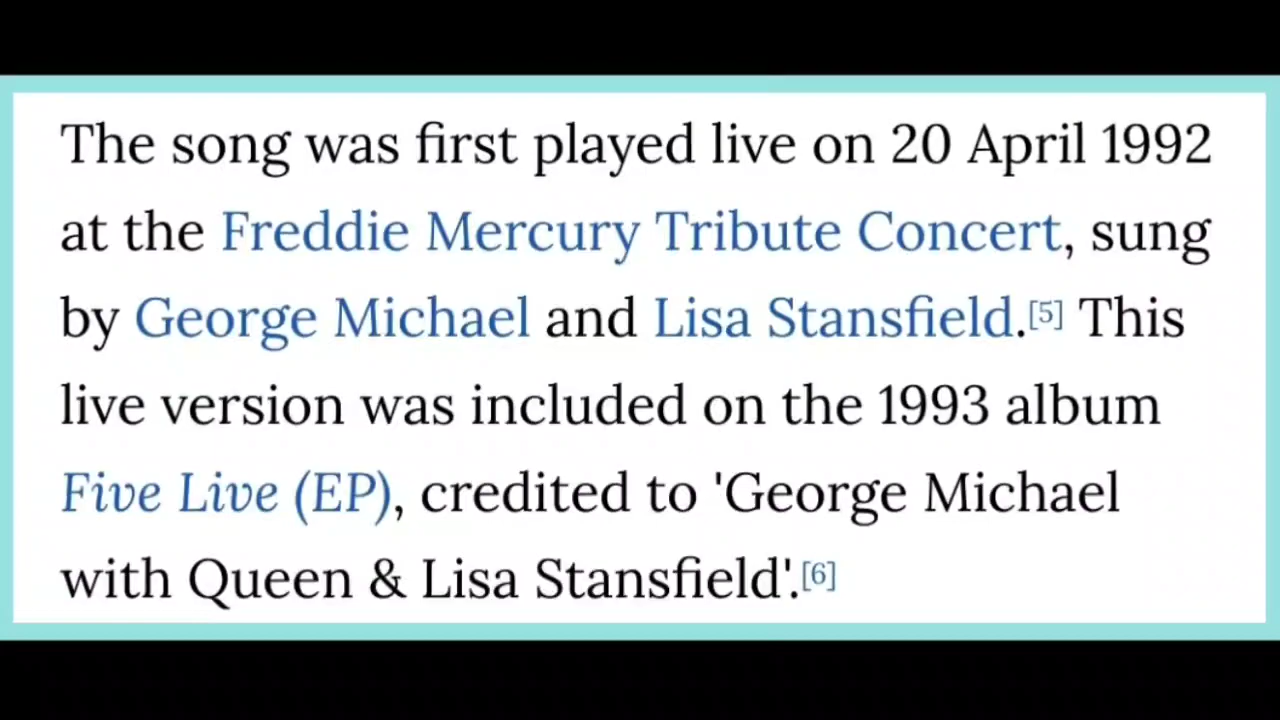 The song was first played live on 20 April 1992
at the Freddie Mercury Tribute Concert, sung
by George Michael and Lisa Stansfield.[5] This
live version was included on the 1993 album
Five Live (EP), credited to 'George Michael
with Queen & Lisa Stansfield'.[6]